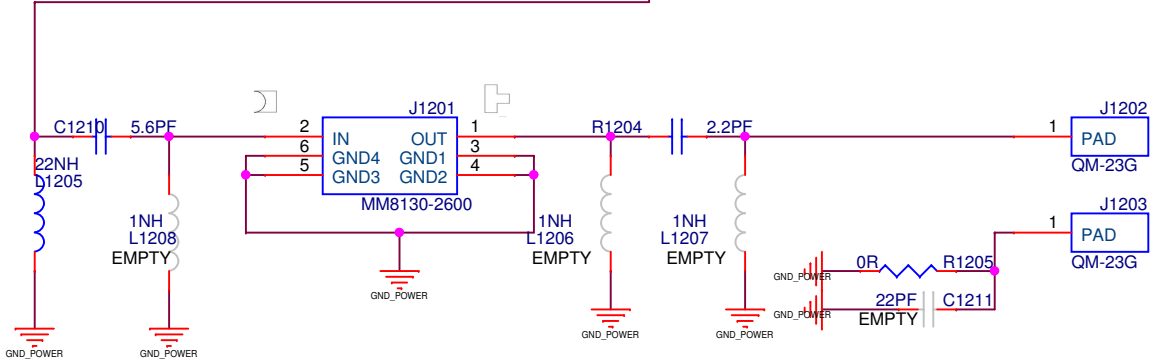 C1210 5.6PF
22NH
L1205
1NH
L1208
EMPTY
J1201
2 IN OUT 1
6 GND4 GND1 3
5 GND3 GND2 4
MM8130-2600
R1204 2.2PF
1NH
L1206
EMPTY
1NH
L1207
EMPTY
J1202
1 PAD
QM-23G
J1203
1 PAD
QM-23G
GND_POWER 0R R1205
GND_POWER 22PF C1211
EMPTY
GND_POWER
GND_POWER
GND_POWER
GND_POWER
GND_POWER